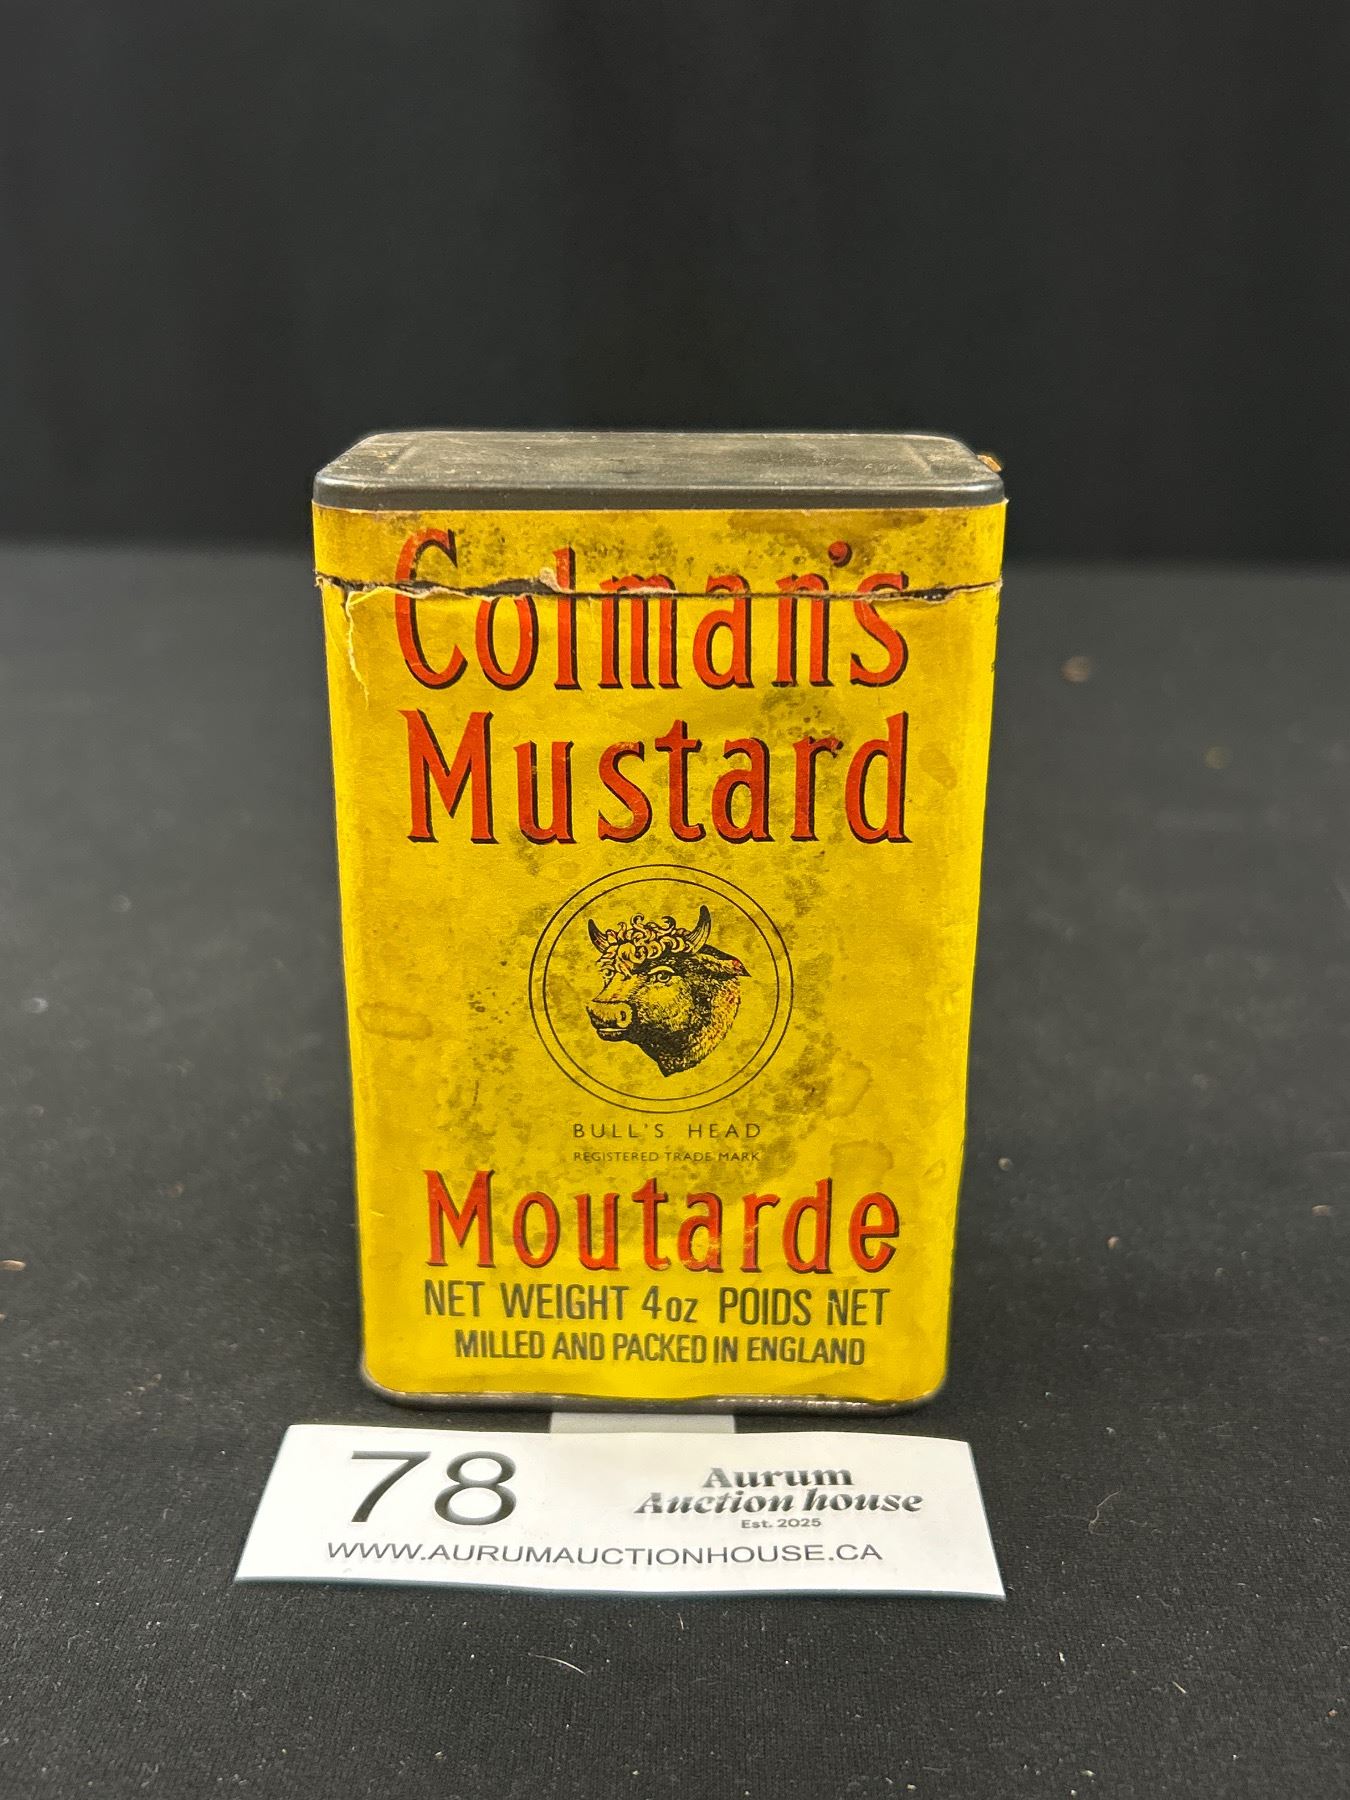 Colman's
Mustard
BULL'S HEAD
REGISTERED TRADE MARK
Moutarde
NET WEIGHT 4oz POIDS NET
MILLED AND PACKED IN ENGLAND
78
Aurum
Auction house
Est. 2025
WWW.AURUMAUCTIONHOUSE.CA